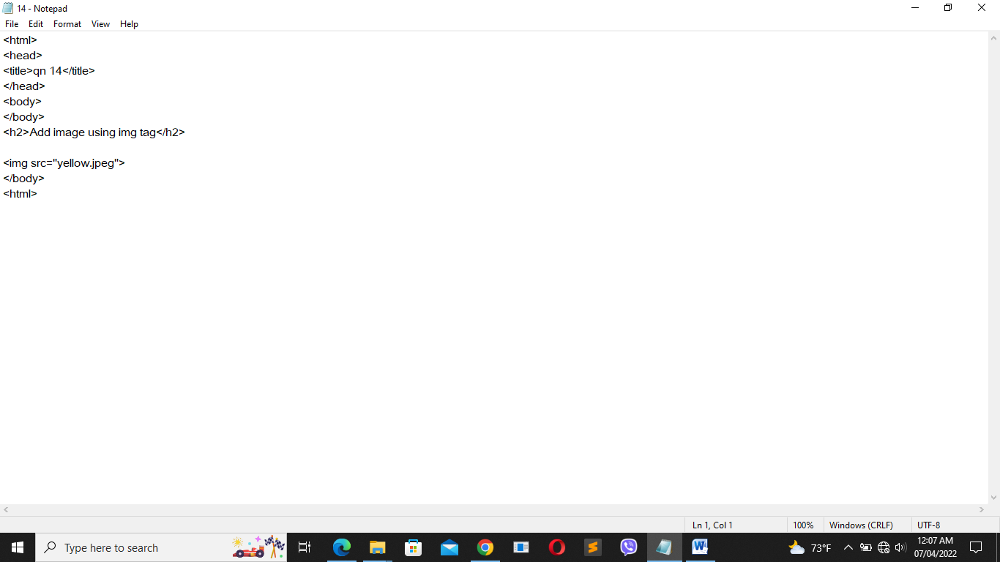 14 - Notepad
File Edit Format View Help
<html>
<head>
<title>qn 14</title>
</head>
<body>
</body>
<h2>Add image using img tag</h2>

<img src="yellow.jpeg">
</body>
<html>
Ln 1, Col 1 100% Windows (CRLF) UTF-8
Type here to search
73°F
12:07 AM
07/04/2022